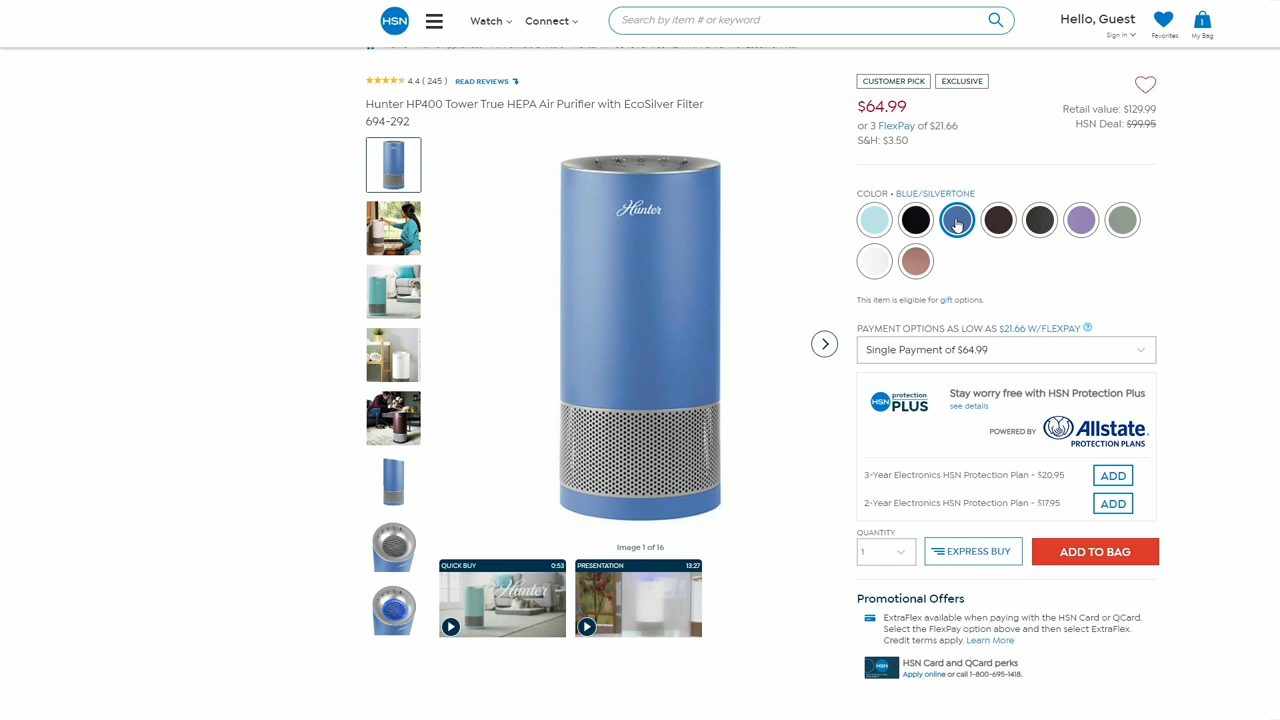 HSN
Watch
Connect
Search by item # or keyword
Hello, Guest
Sign In
Favorites
1
My Bag
4.4 ( 245 ) READ REVIEWS
Hunter HP400 Tower True HEPA Air Purifier with EcoSilver Filter
694-292
Hunter
Image 1 of 16
QUICK BUY 0:53
Hunter
PRESENTATION 13:27
CUSTOMER PICK EXCLUSIVE
$64.99
or 3 FlexPay of $21.66
S&H: $3.50
Retail value: $129.99
HSN Deal: $99.95
COLOR • BLUE/SILVERTONE
This item is eligible for gift options.
PAYMENT OPTIONS AS LOW AS $21.66 W/FLEXPAY ?
Single Payment of $64.99
HSN protection PLUS
Stay worry free with HSN Protection Plus
see details
POWERED BY Allstate
PROTECTION PLANS
3-Year Electronics HSN Protection Plan - $20.95 ADD
2-Year Electronics HSN Protection Plan - $17.95 ADD
QUANTITY
1
EXPRESS BUY
ADD TO BAG
Promotional Offers
ExtraFlex available when paying with the HSN Card or QCard.
Select the FlexPay option above and then select ExtraFlex.
Credit terms apply. Learn More
HSN
HSN Card and QCard perks
Apply online or call 1-800-695-1418.